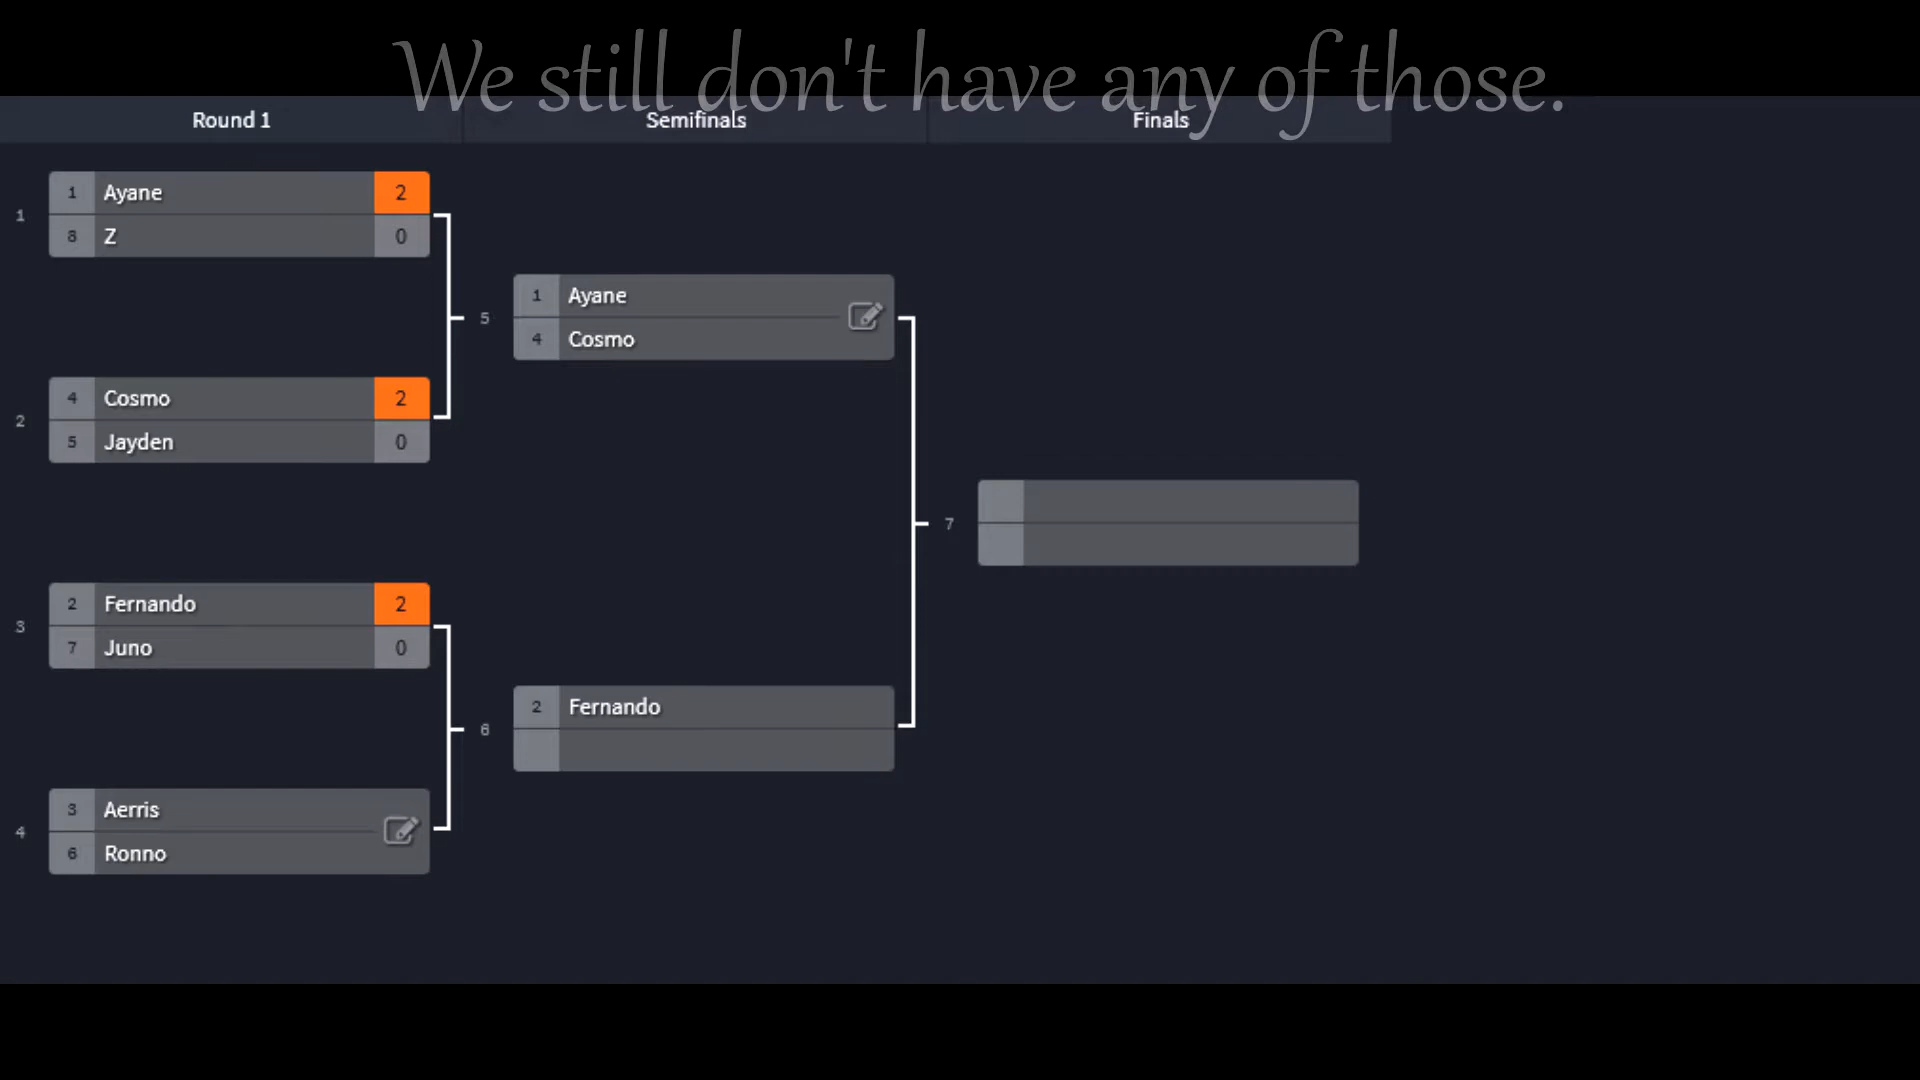 We still don't have any of those.
Round 1
Semifinals
Finals
1
1 Ayane 2
8 Z 0
2
4 Cosmo 2
5 Jayden 0
3
2 Fernando 2
7 Juno 0
4
3 Aerris
6 Ronno
5
1 Ayane
4 Cosmo
6
2 Fernando
7